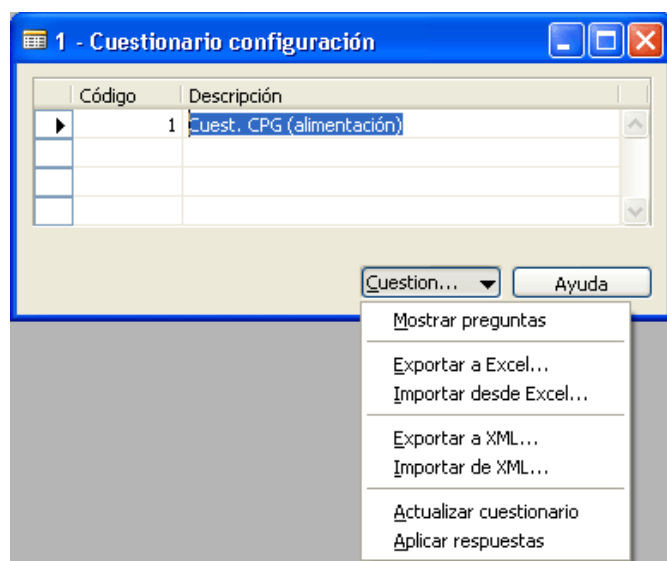 1 - Cuestionario configuración
Código Descripción
1 Cuest. CPG (alimentación)
Cuestion... Ayuda
Mostrar preguntas
Exportar a Excel...
Importar desde Excel...
Exportar a XML...
Importar de XML...
Actualizar cuestionario
Aplicar respuestas